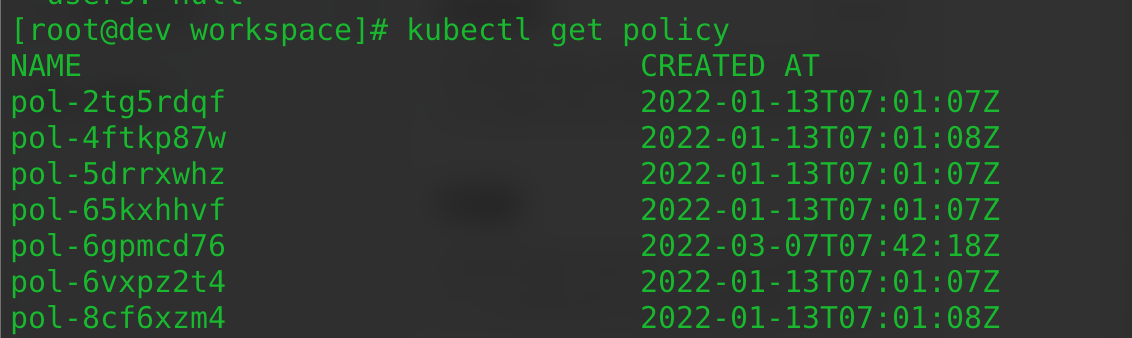 users: null
[root@dev workspace]# kubectl get policy
NAME CREATED AT
pol-2tg5rdqf 2022-01-13T07:01:07Z
pol-4ftkp87w 2022-01-13T07:01:08Z
pol-5drrxwhz 2022-01-13T07:01:07Z
pol-65kxhhvf 2022-01-13T07:01:07Z
pol-6gpmcd76 2022-03-07T07:42:18Z
pol-6vxpz2t4 2022-01-13T07:01:07Z
pol-8cf6xzm4 2022-01-13T07:01:08Z